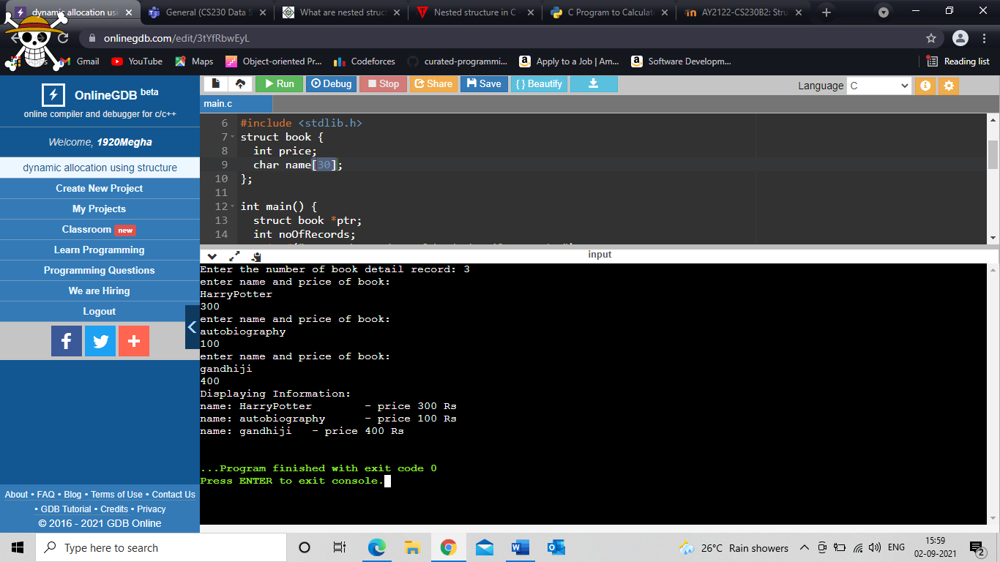 dynamic allocation usi
General (CS230 Data S
What are nested struct
Nested structure in C -
C Program to Calculat
AY2122-CS230B2: Stru
onlinegdb.com/edit/3tYfRbwEyL
Apps
Gmail
YouTube
Maps
Object-oriented Pr...
Codeforces
curated-programmi...
Apply to a Job | Am...
Software Developm...
Reading list
OnlineGDB beta
online compiler and debugger for c/c++
Welcome, 1920Megha
dynamic allocation using structure
Create New Project
My Projects
Classroom new
Learn Programming
Programming Questions
We are Hiring
Logout
About • FAQ • Blog • Terms of Use • Contact Us
• GDB Tutorial • Credits • Privacy
© 2016 - 2021 GDB Online
Run
Debug
Stop
Share
Save
{ } Beautify
Language C
main.c
6 #include <stdlib.h>
7 struct book {
8 int price;
9 char name[30];
10 };
11
12 int main() {
13 struct book *ptr;
14 int noOfRecords;
input
Enter the number of book detail record: 3
enter name and price of book:
HarryPotter
300
enter name and price of book:
autobiography
100
enter name and price of book:
gandhiji
400
Displaying Information:
name: HarryPotter - price 300 Rs
name: autobiography - price 100 Rs
name: gandhiji - price 400 Rs
...Program finished with exit code 0
Press ENTER to exit console.
Type here to search
26°C Rain showers
ENG
15:59
02-09-2021
2